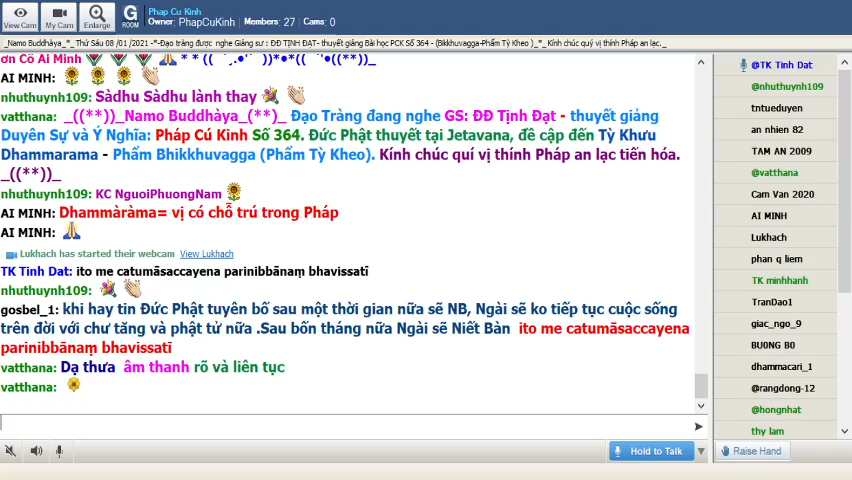 Phap Cu Kinh
Owner: PhapCuKinh Members: 27 Cams: 0
View Cam My Cam Enlarge G ROOM
_Namo Buddhàya_*_ Thứ Sáu 08 /01 /2021 -*-Đạo tràng được nghe Giảng sư : ĐĐ TỊNH ĐẠT- thuyết giảng Bài học PCK Số 364 - (Bikkhuvagga-Phẩm Tỳ Kheo )_*_ Kính chúc quý vị thính Pháp an lạc._
ơn Cô Ai Minh
AI MINH:
nhuthuynh109: Sàdhu Sàdhu lành thay
vatthana: _((**))_Namo Buddhàya_(**)_ Đạo Tràng đang nghe GS: ĐĐ Tịnh Đạt - thuyết giảng
Duyên Sự và Ý Nghĩa: Pháp Cú Kinh Số 364. Đức Phật thuyết tại Jetavana, đề cập đến Tỳ Khưu
Dhammarama - Phẩm Bhikkhuvagga (Phẩm Tỳ Kheo). Kính chúc quí vị thính Pháp an lạc tiến hóa.
_((**))_
nhuthuynh109: KC NguoiPhuongNam
AI MINH: Dhammàràma= vị có chỗ trú trong Pháp
AI MINH:
Lukhach has started their webcam View Lukhach
TK Tinh Dat: ito me catumāsaccayena parinibbānaṃ bhavissatī
nhuthuynh109:
gosbel_1: khi hay tin Đức Phật tuyên bố sau một thời gian nữa sẽ NB, Ngài sẽ ko tiếp tục cuộc sống
trên đời với chư tăng và phật tử nữa .Sau bốn tháng nữa Ngài sẽ Niết Bàn ito me catumāsaccayena
parinibbānaṃ bhavissatī
vatthana: Dạ thưa âm thanh rõ và liên tục
vatthana:
Hold to Talk
@TK Tinh Dat
@nhuthuynh109
tntueduyen
an nhien 82
TAM AN 2009
@vatthana
Cam Van 2020
AI MINH
Lukhach
phan q liem
TK minhhanh
TranDao1
giac_ngo_9
BUONG BO
dhammacari_1
@rangdong-12
@hongnhat
thy lam
Raise Hand